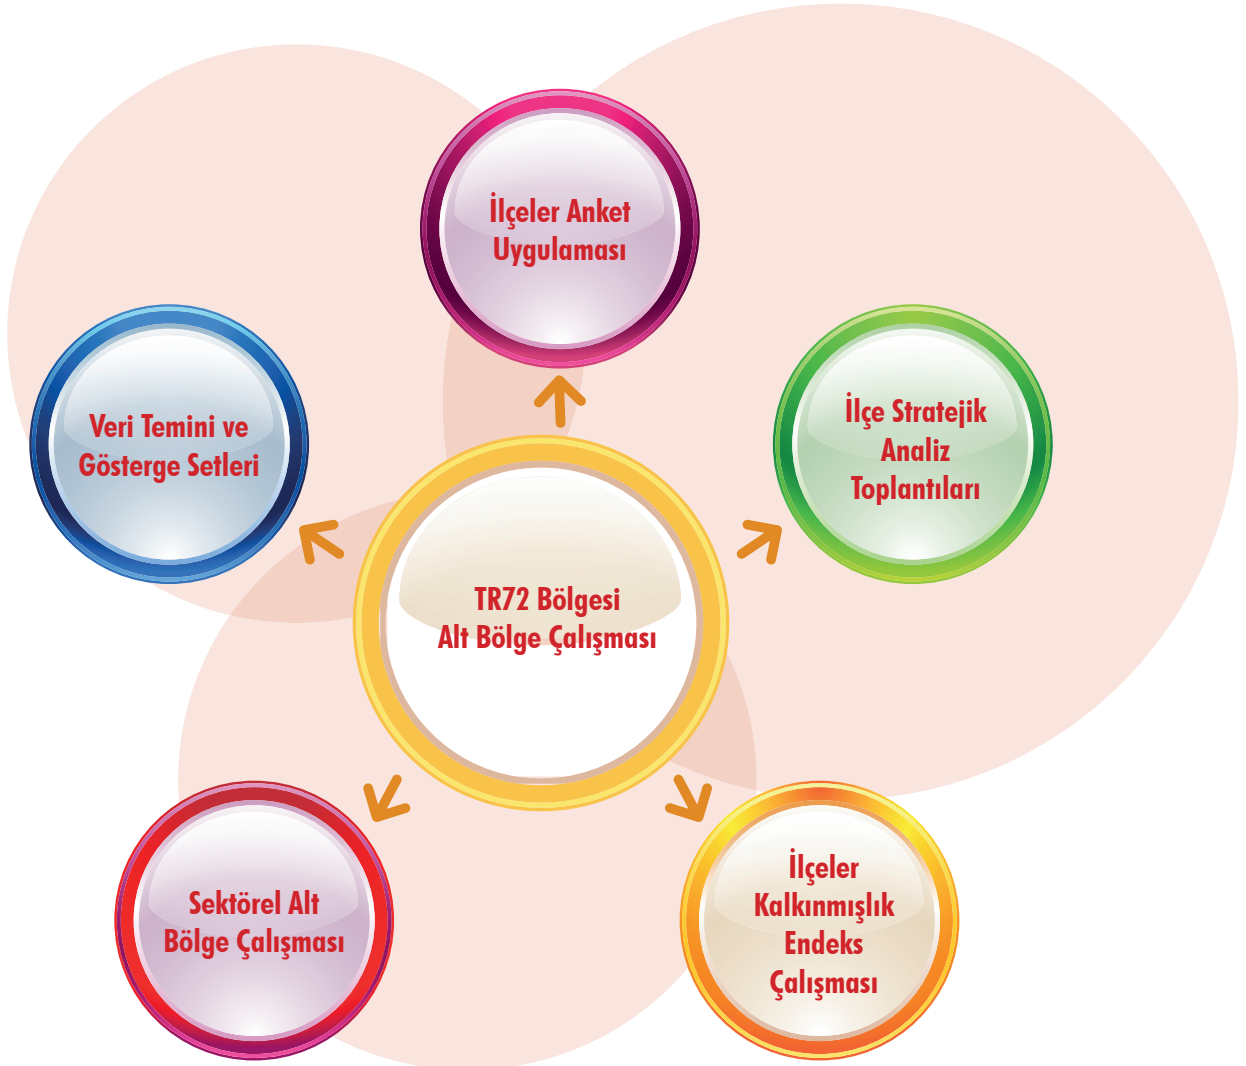 İlçeler Anket
Uygulaması
Veri Temini ve
Gösterge Setleri
İlçe Stratejik
Analiz
Toplantıları
TR72 Bölgesi
Alt Bölge Çalışması
Sektörel Alt
Bölge Çalışması
İlçeler
Kalkınmışlık
Endeks
Çalışması